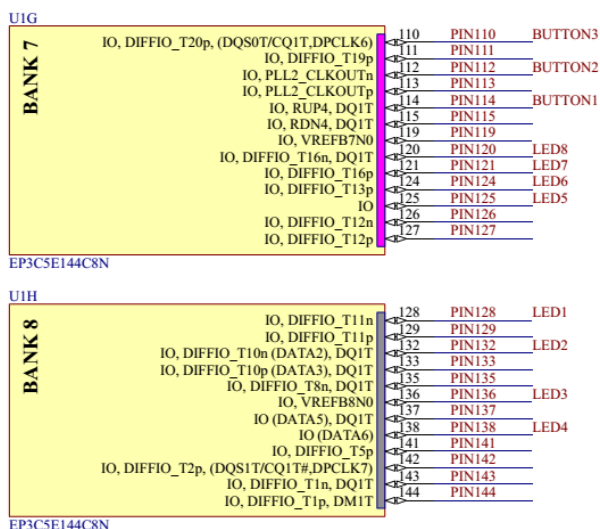 U1G
BANK 7
IO, DIFFIO_T20p, (DQS0T/CQ1T,DPCLK6) 110 PIN110 BUTTON3
IO, DIFFIO_T19p 111 PIN111
IO, PLL2_CLKOUTn 112 PIN112 BUTTON2
IO, PLL2_CLKOUTp 113 PIN113
IO, RUP4, DQ1T 114 PIN114 BUTTON1
IO, RDN4, DQ1T 115 PIN115
IO, VREFB7N0 119 PIN119
IO, DIFFIO_T16n, DQ1T 120 PIN120 LED8
IO, DIFFIO_T16p 121 PIN121 LED7
IO, DIFFIO_T13p 124 PIN124 LED6
IO 125 PIN125 LED5
IO, DIFFIO_T12n 126 PIN126
IO, DIFFIO_T12p 127 PIN127
EP3C5E144C8N
U1H
BANK 8
IO, DIFFIO_T11n 128 PIN128 LED1
IO, DIFFIO_T11p 129 PIN129
IO, DIFFIO_T10n (DATA2), DQ1T 132 PIN132 LED2
IO, DIFFIO_T10p (DATA3), DQ1T 133 PIN133
IO, DIFFIO_T8n, DQ1T 135 PIN135
IO, VREFB8N0 136 PIN136 LED3
IO (DATA5), DQ1T 137 PIN137
IO (DATA6) 138 PIN138 LED4
IO, DIFFIO_T5p 141 PIN141
IO, DIFFIO_T2p, (DQS1T/CQ1T#,DPCLK7) 142 PIN142
IO, DIFFIO_T1n, DQ1T 143 PIN143
IO, DIFFIO_T1p, DM1T 144 PIN144
EP3C5E144C8N